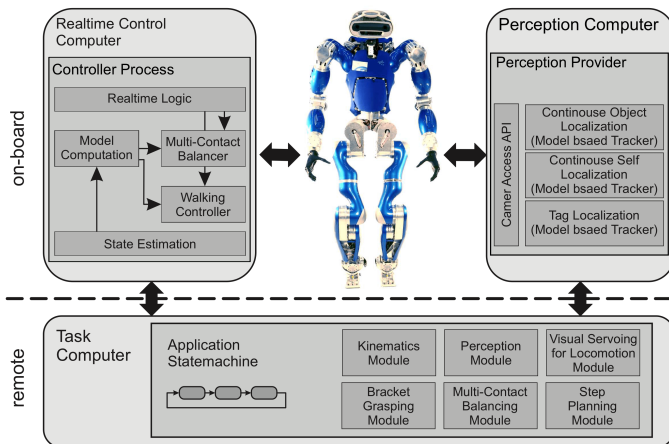 Realtime Control
Computer
Controller Process
Realtime Logic
Model
Computation
Multi-Contact
Balancer
Walking
Controller
State Estimation
on-board
Perception Computer
Perception Provider
Camer Access API
Continouse Object
Localization
(Model bsaed Tracker)
Continouse Self
Localization
(Model bsaed Tracker)
Tag Localization
(Model bsaed Tracker)
remote
Task
Computer
Application
Statemachine
Kinematics
Module
Perception
Module
Visual Servoing
for Locomotion
Module
Bracket
Grasping
Module
Multi-Contact
Balancing
Module
Step
Planning
Module